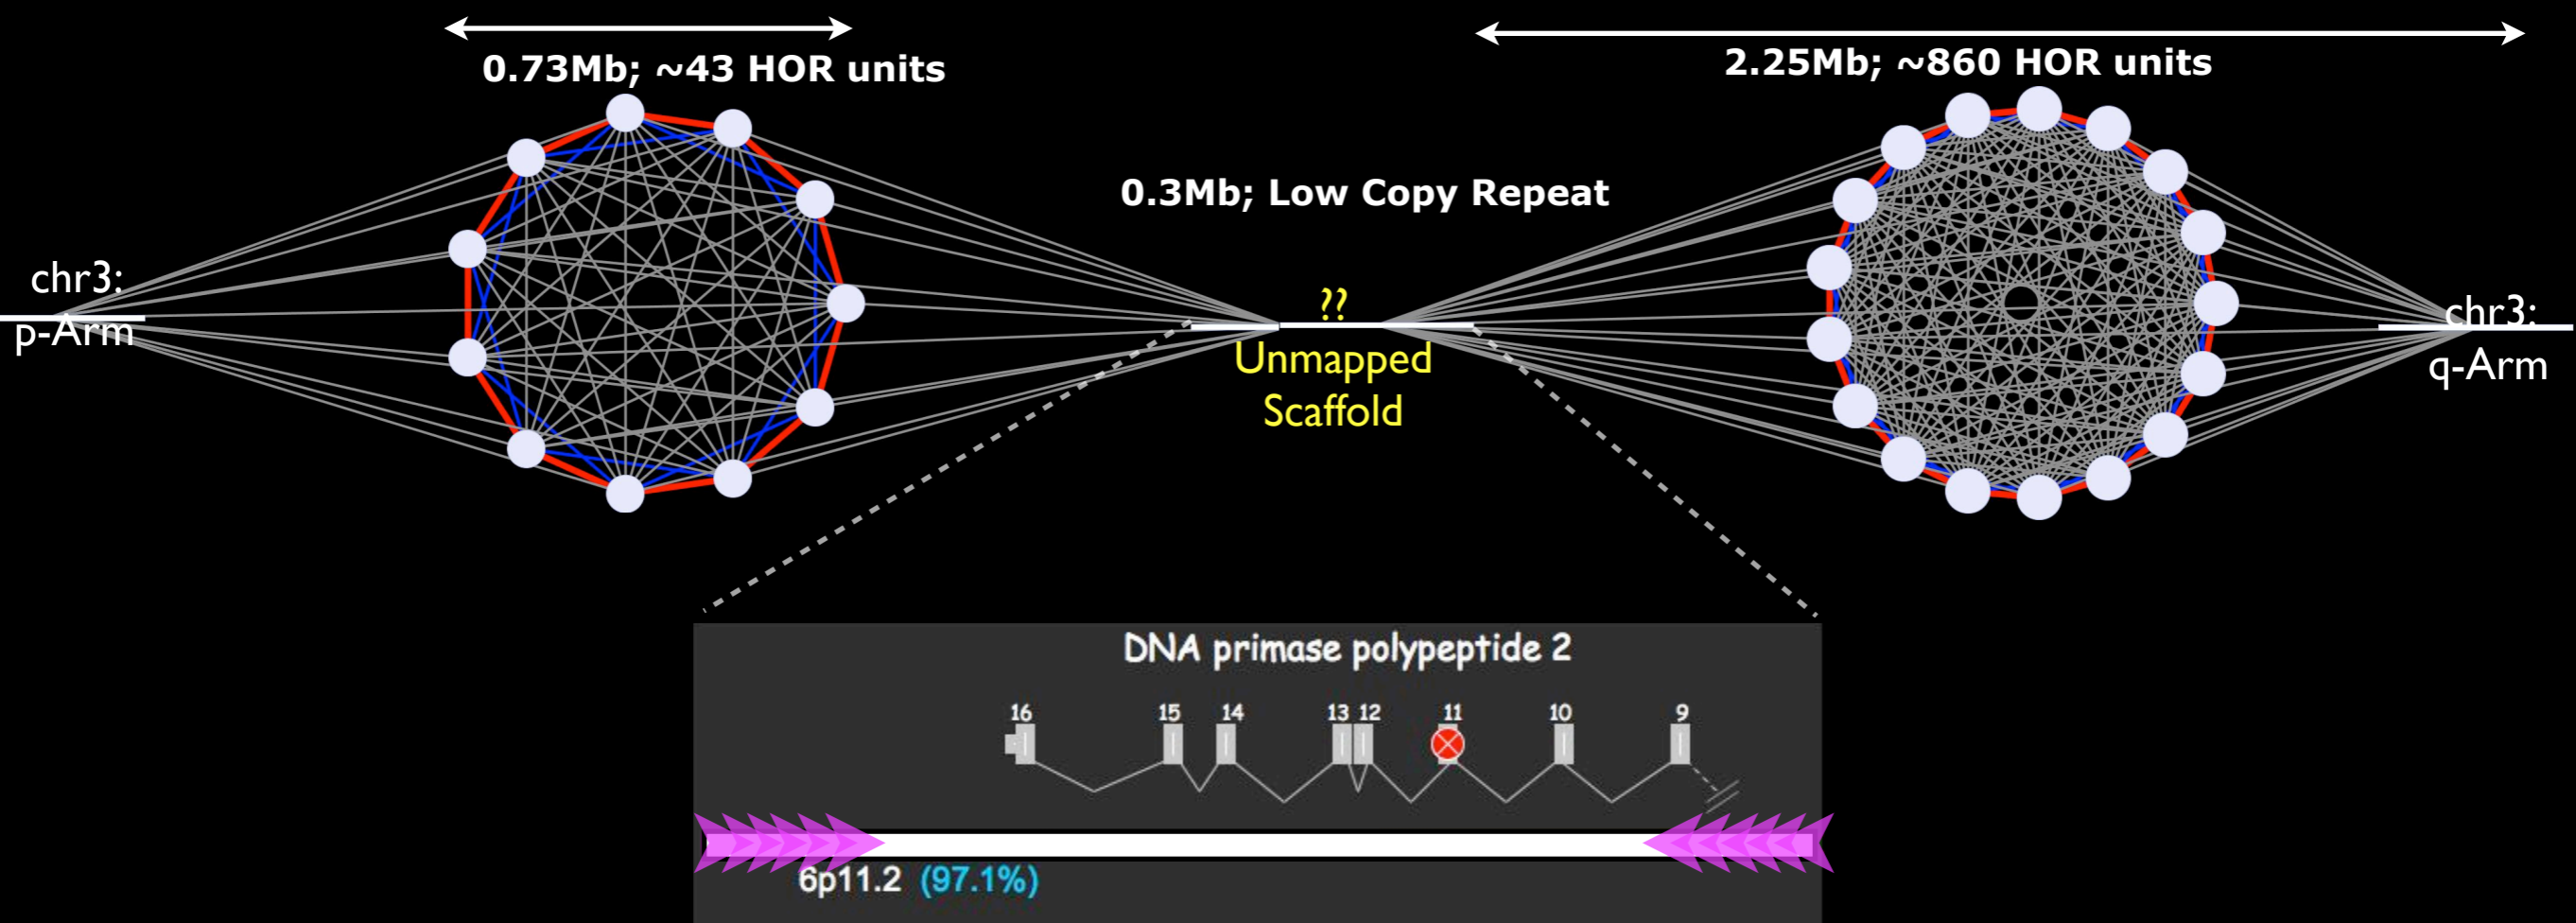 0.73Mb; ~43 HOR units
2.25Mb; ~860 HOR units
0.3Mb; Low Copy Repeat
chr3:
p-Arm
??
Unmapped
Scaffold
chr3:
q-Arm
DNA primase polypeptide 2
16 15 14 13 12 11 10 9
6p11.2 (97.1%)